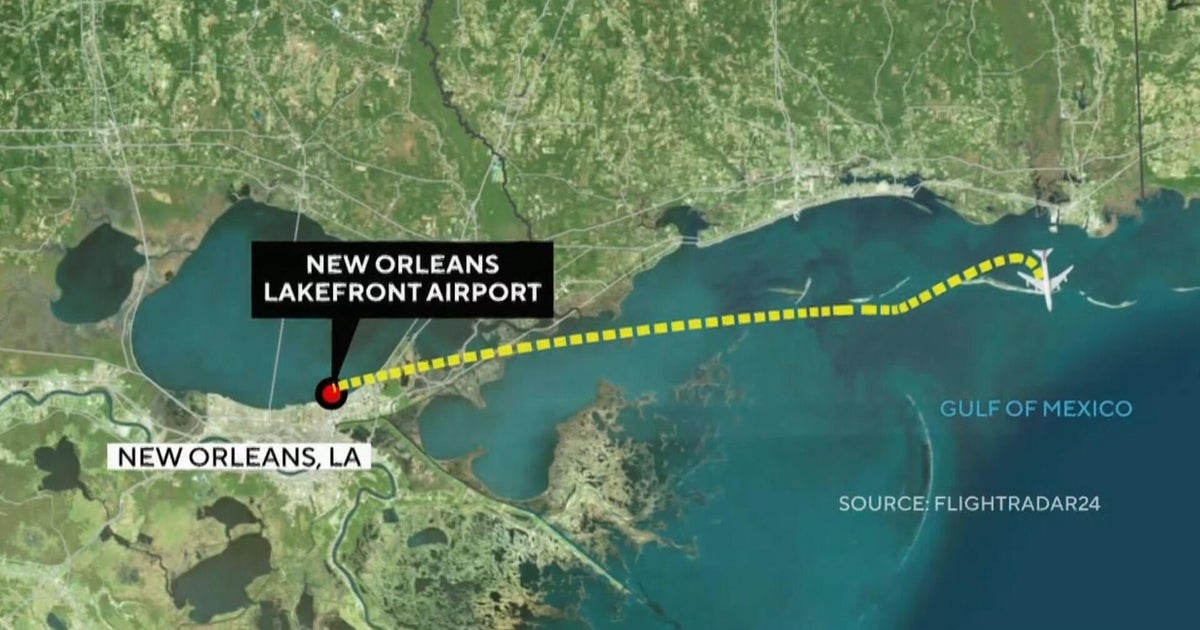 NEW ORLEANS
LAKEFRONT AIRPORT
NEW ORLEANS, LA
GULF OF MEXICO
SOURCE: FLIGHTRADAR24